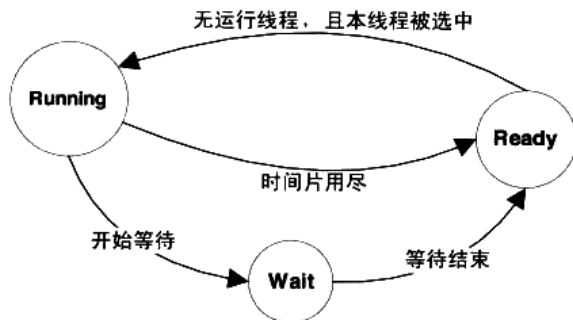 无运行线程，且本线程被选中
Running
Ready
时间片用尽
开始等待
等待结束
Wait